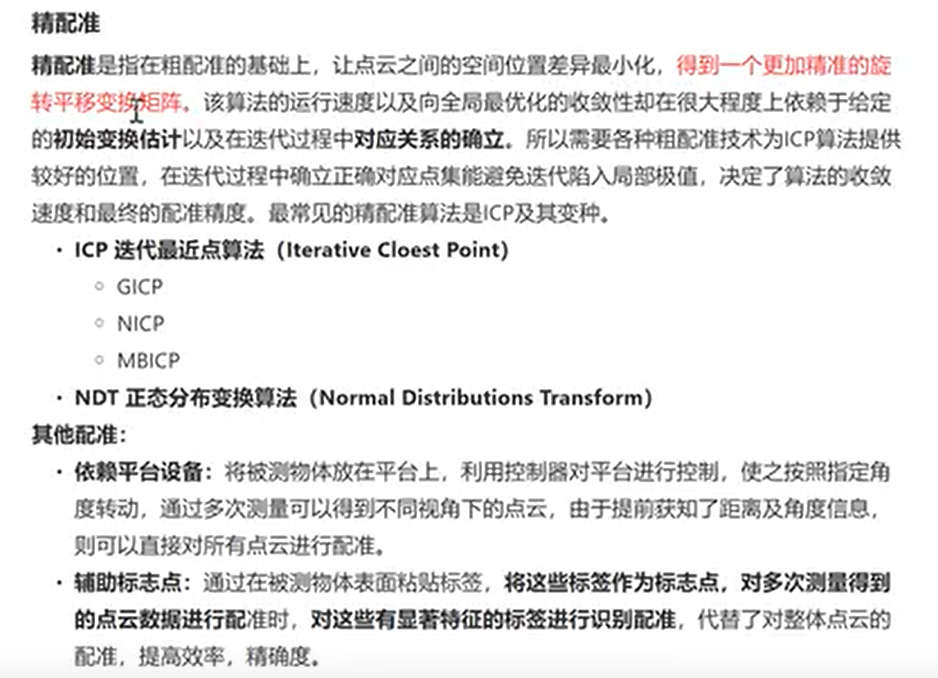 精配准
精配准是指在粗配准的基础上，让点云之间的空间位置差异最小化，得到一个更加精准的旋
转平移变换矩阵。该算法的运行速度以及向全局最优化的收敛性却在很大程度上依赖于给定
的初始变换估计以及在迭代过程中对应关系的确立。所以需要各种粗配准技术为ICP算法提供
较好的位置，在迭代过程中确立正确对应点集能避免迭代陷入局部极值，决定了算法的收敛
速度和最终的配准精度。最常见的精配准算法是ICP及其变种。
• ICP 迭代最近点算法（Iterative Cloest Point）
○ GICP
○ NICP
○ MBICP
• NDT 正态分布变换算法（Normal Distributions Transform）
其他配准：
• 依赖平台设备：将被测物体放在平台上，利用控制器对平台进行控制，使之按照指定角
度转动，通过多次测量可以得到不同视角下的点云，由于提前获知了距离及角度信息，
则可以直接对所有点云进行配准。
• 辅助标志点：通过在被测物体表面粘贴标签，将这些标签作为标志点，对多次测量得到
的点云数据进行配准时，对这些有显著特征的标签进行识别配准，代替了对整体点云的
配准，提高效率，精确度。